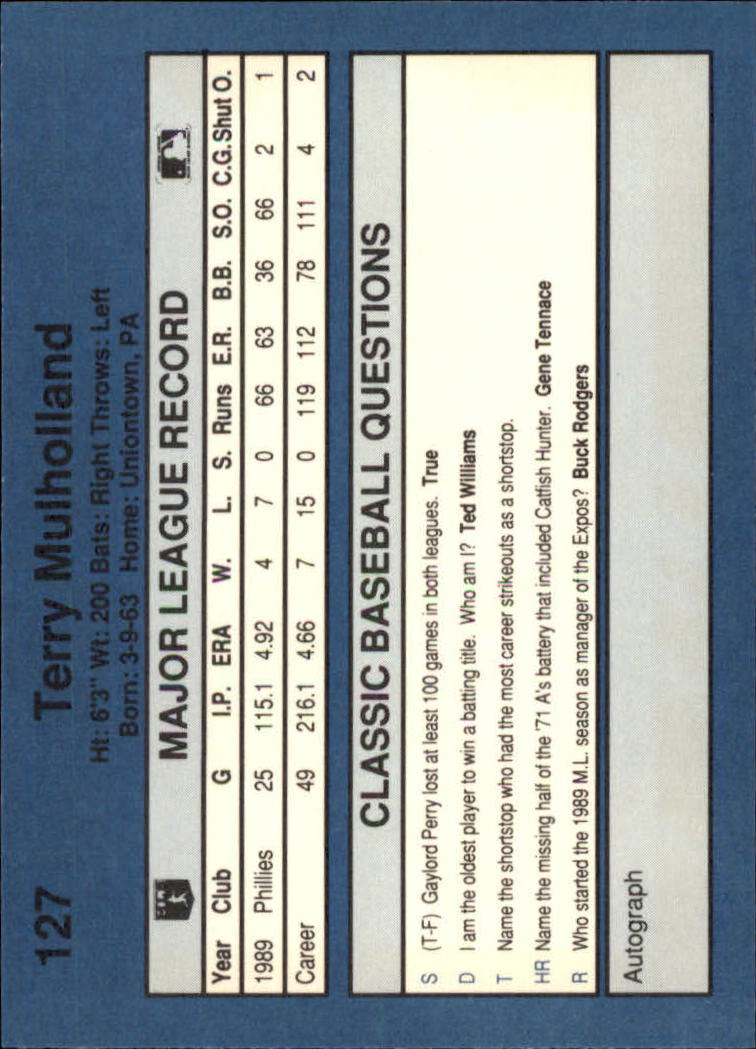 127 Terry Mulholland
Ht: 6'3" Wt: 200 Bats: Right Throws: Left
Born: 3-9-63 Home: Uniontown, PA
MAJOR LEAGUE RECORD
Year Club G I.P. ERA W. L. S. Runs E.R. B.B. S.O. C.G. Shut O.
1989 Phillies 25 115.1 4.92 4 7 0 66 63 36 66 2 1
Career 49 216.1 4.66 7 15 0 119 112 78 111 4 2
CLASSIC BASEBALL QUESTIONS
S (T-F) Gaylord Perry lost at least 100 games in both leagues. True
D I am the oldest player to win a batting title. Who am I? Ted Williams
T Name the shortstop who had the most career strikeouts as a shortstop.
HR Name the missing half of the '71 A's battery that included Catfish Hunter. Gene Tennace
R Who started the 1989 M.L. season as manager of the Expos? Buck Rodgers
Autograph